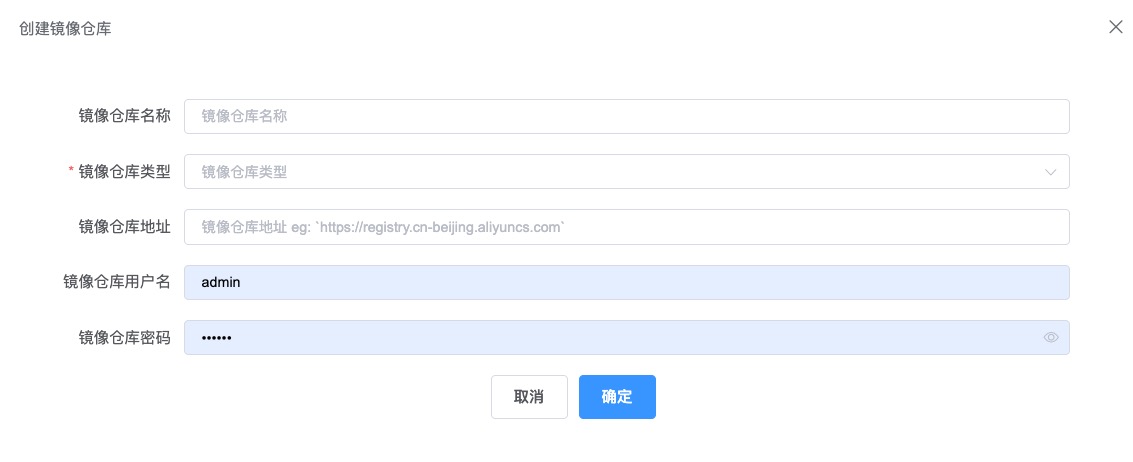 创建镜像仓库
镜像仓库名称 镜像仓库名称
* 镜像仓库类型 镜像仓库类型
镜像仓库地址 镜像仓库地址 eg: `https://registry.cn-beijing.aliyuncs.com`
镜像仓库用户名 admin
镜像仓库密码 ••••••
取消 确定